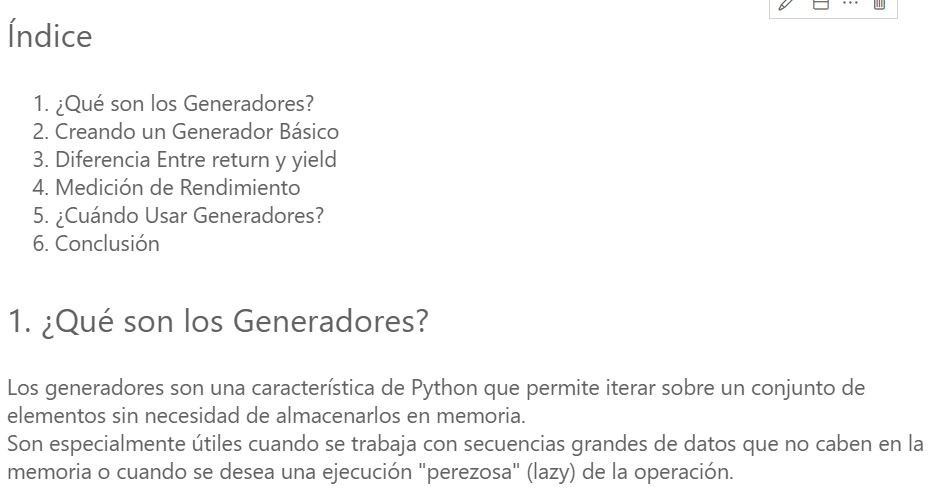 Índice
1. ¿Qué son los Generadores?
2. Creando un Generador Básico
3. Diferencia Entre return y yield
4. Medición de Rendimiento
5. ¿Cuándo Usar Generadores?
6. Conclusión
1. ¿Qué son los Generadores?
Los generadores son una característica de Python que permite iterar sobre un conjunto de
elementos sin necesidad de almacenarlos en memoria.
Son especialmente útiles cuando se trabaja con secuencias grandes de datos que no caben en la
memoria o cuando se desea una ejecución "perezosa" (lazy) de la operación.